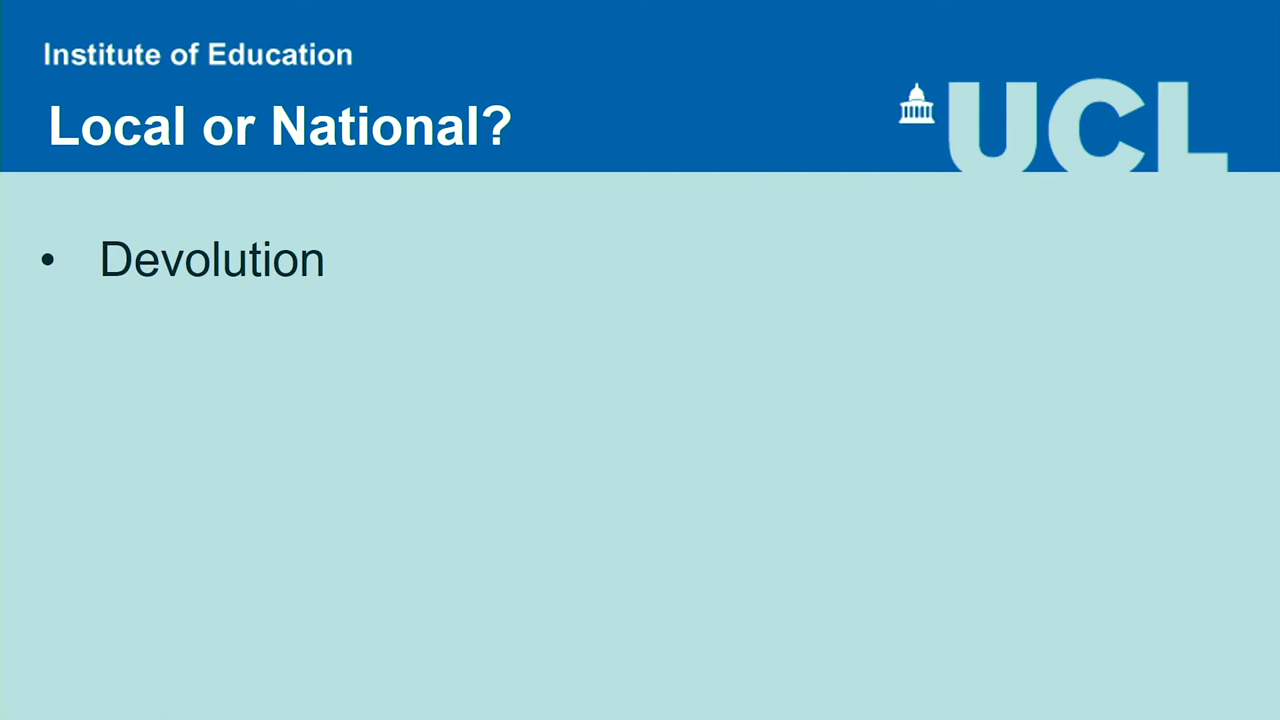 Institute of Education
Local or National?
UCL
• Devolution